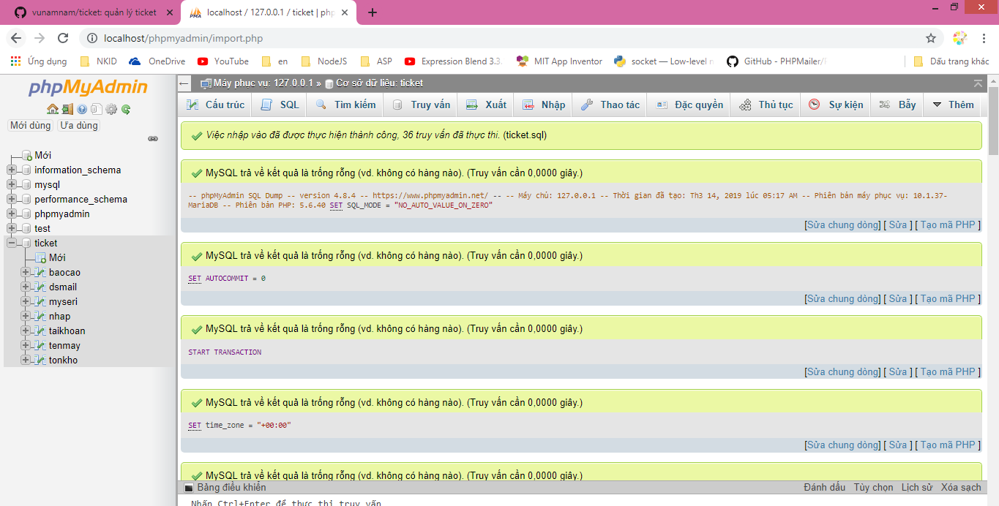 vunamnam/ticket: quản lý ticket
localhost / 127.0.0.1 / ticket | php
localhost/phpmyadmin/import.php
Ứng dụng NKID OneDrive YouTube en NodeJS ASP Expression Blend 3.3. MIT App Inventor socket — Low-level n GitHub - PHPMailer/P Dấu trang khác
phpMyAdmin
Mới dùng Ưa dùng
Mới
information_schema
mysql
performance_schema
phpmyadmin
test
ticket
Mới
baocao
dsmail
myseri
nhap
taikhoan
tenmay
tonkho
Máy phục vụ: 127.0.0.1 » Cơ sở dữ liệu: ticket
Cấu trúc SQL Tìm kiếm Truy vấn Xuất Nhập Thao tác Đặc quyền Thủ tục Sự kiện Bẫy Thêm
Việc nhập vào đã được thực hiện thành công, 36 truy vấn đã thực thi. (ticket.sql)
MySQL trả về kết quả là trống rỗng (vd. không có hàng nào). (Truy vấn cần 0,0000 giây.)
-- phpMyAdmin SQL Dump -- version 4.8.4 -- https://www.phpmyadmin.net/ -- -- Máy chủ: 127.0.0.1 -- Thời gian đã tạo: Th3 14, 2019 lúc 05:17 AM -- Phiên bản máy phục vụ: 10.1.37-
MariaDB -- Phiên bản PHP: 5.6.40 SET SQL_MODE = "NO_AUTO_VALUE_ON_ZERO"
[Sửa chung dòng] [ Sửa ] [ Tạo mã PHP ]
MySQL trả về kết quả là trống rỗng (vd. không có hàng nào). (Truy vấn cần 0,0000 giây.)
SET AUTOCOMMIT = 0
[Sửa chung dòng] [ Sửa ] [ Tạo mã PHP ]
MySQL trả về kết quả là trống rỗng (vd. không có hàng nào). (Truy vấn cần 0,0000 giây.)
START TRANSACTION
[Sửa chung dòng] [ Sửa ] [ Tạo mã PHP ]
MySQL trả về kết quả là trống rỗng (vd. không có hàng nào). (Truy vấn cần 0,0000 giây.)
SET time_zone = "+00:00"
[Sửa chung dòng] [ Sửa ] [ Tạo mã PHP ]
MySQL trả về kết quả là trống rỗng (vd. không có hàng nào). (Truy vấn cần 0,0000 giây.)
Bảng điều khiển Đánh dấu Tùy chọn Lịch sử Xóa sạch
Nhấn Ctrl+Enter để thực thi truy vấn